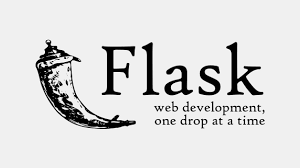 Flask
web development,
one drop at a time